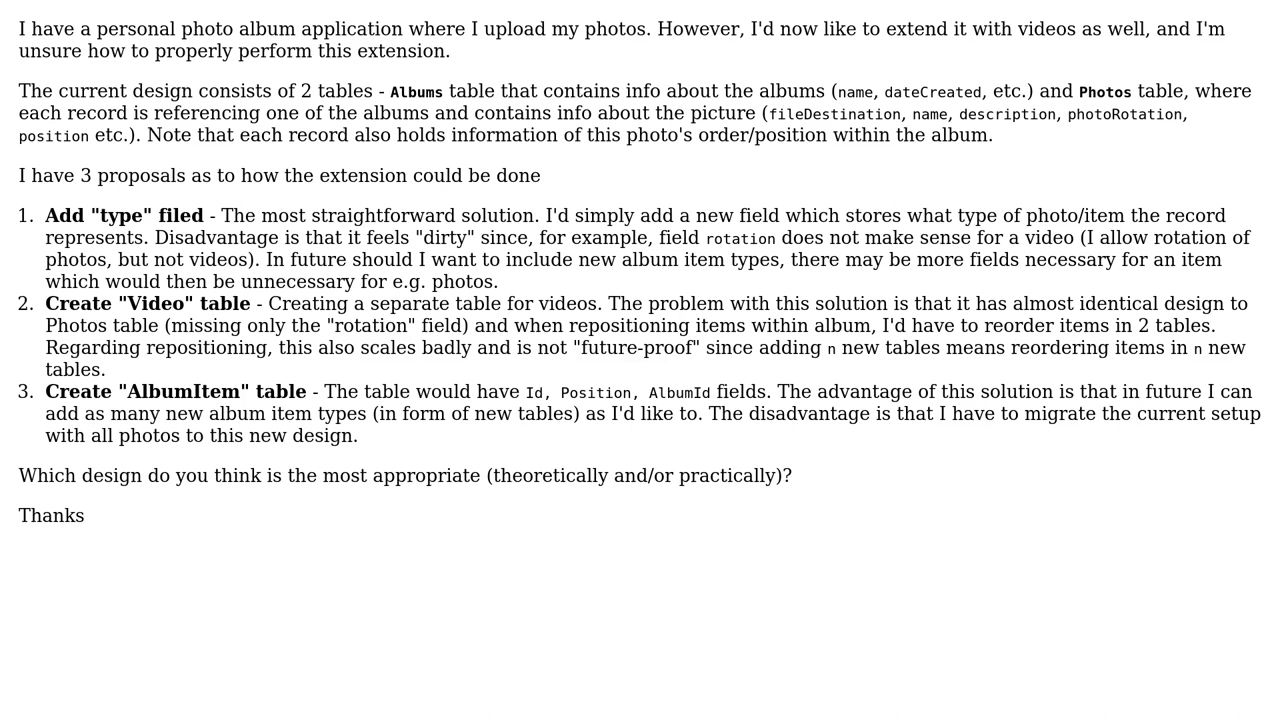 I have a personal photo album application where I upload my photos. However, I'd now like to extend it with videos as well, and I'm
unsure how to properly perform this extension.
The current design consists of 2 tables - Albums table that contains info about the albums (name, dateCreated, etc.) and Photos table, where
each record is referencing one of the albums and contains info about the picture (fileDestination, name, description, photoRotation,
position etc.). Note that each record also holds information of this photo's order/position within the album.
I have 3 proposals as to how the extension could be done
1. Add "type" filed - The most straightforward solution. I'd simply add a new field which stores what type of photo/item the record
represents. Disadvantage is that it feels "dirty" since, for example, field rotation does not make sense for a video (I allow rotation of
photos, but not videos). In future should I want to include new album item types, there may be more fields necessary for an item
which would then be unnecessary for e.g. photos.
2. Create "Video" table - Creating a separate table for videos. The problem with this solution is that it has almost identical design to
Photos table (missing only the "rotation" field) and when repositioning items within album, I'd have to reorder items in 2 tables.
Regarding repositioning, this also scales badly and is not "future-proof" since adding n new tables means reordering items in n new
tables.
3. Create "AlbumItem" table - The table would have Id, Position, AlbumId fields. The advantage of this solution is that in future I can
add as many new album item types (in form of new tables) as I'd like to. The disadvantage is that I have to migrate the current setup
with all photos to this new design.
Which design do you think is the most appropriate (theoretically and/or practically)?
Thanks